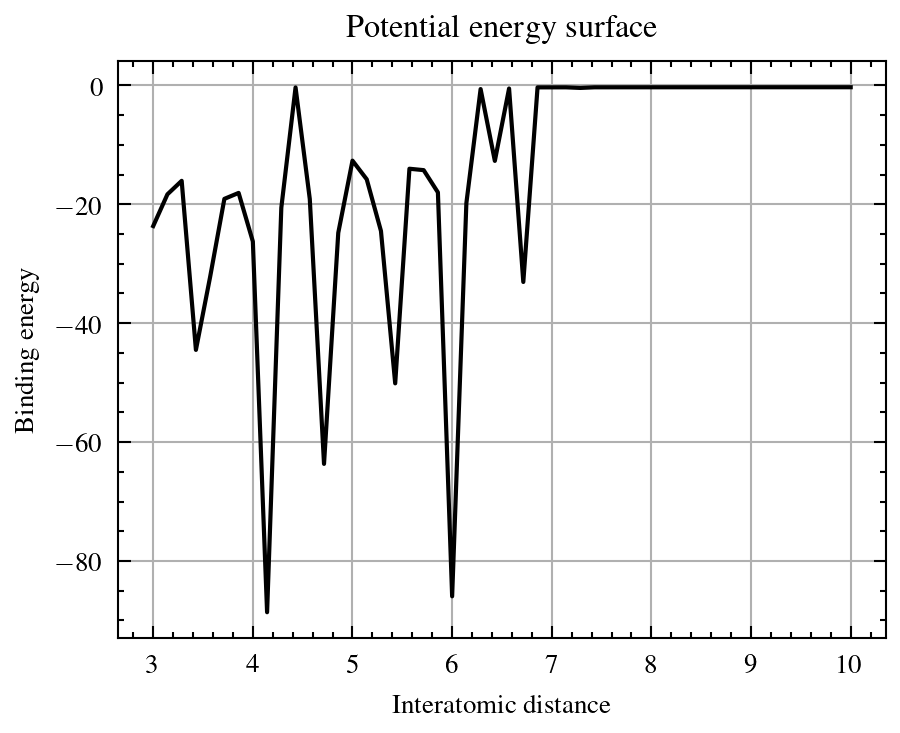 Potential energy surface
Binding energy
0
−20
−40
−60
−80
3 4 5 6 7 8 9 10
Interatomic distance